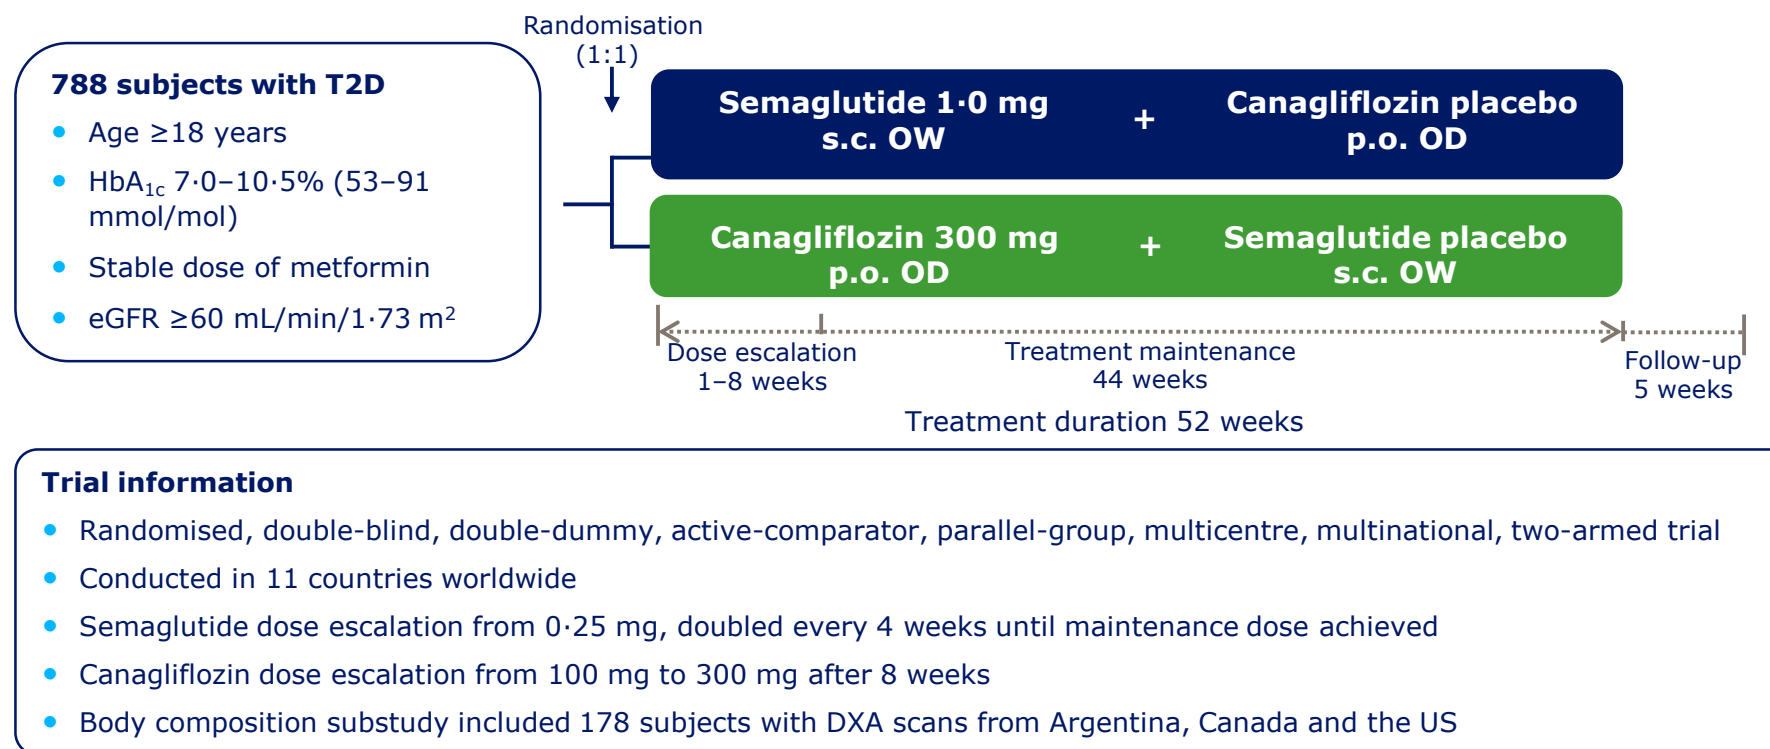 Randomisation
(1:1)
788 subjects with T2D
• Age ≥18 years
• HbA1c 7·0–10·5% (53–91
mmol/mol)
• Stable dose of metformin
• eGFR ≥60 mL/min/1·73 m²
Semaglutide 1·0 mg
s.c. OW
+
Canagliflozin placebo
p.o. OD
Canagliflozin 300 mg
p.o. OD
+
Semaglutide placebo
s.c. OW
Dose escalation
1–8 weeks
Treatment maintenance
44 weeks
Follow-up
5 weeks
Treatment duration 52 weeks
Trial information
• Randomised, double-blind, double-dummy, active-comparator, parallel-group, multicentre, multinational, two-armed trial
• Conducted in 11 countries worldwide
• Semaglutide dose escalation from 0·25 mg, doubled every 4 weeks until maintenance dose achieved
• Canagliflozin dose escalation from 100 mg to 300 mg after 8 weeks
• Body composition substudy included 178 subjects with DXA scans from Argentina, Canada and the US